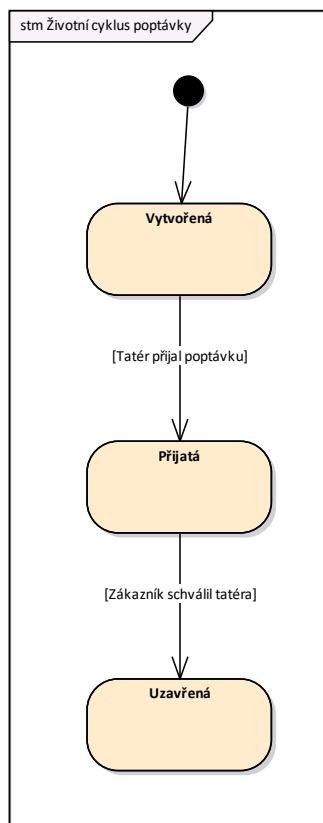 stm Životní cyklus poptávky
Vytvořená
[Tatér přijal poptávku]
Přijatá
[Zákazník schválil tatéra]
Uzavřená